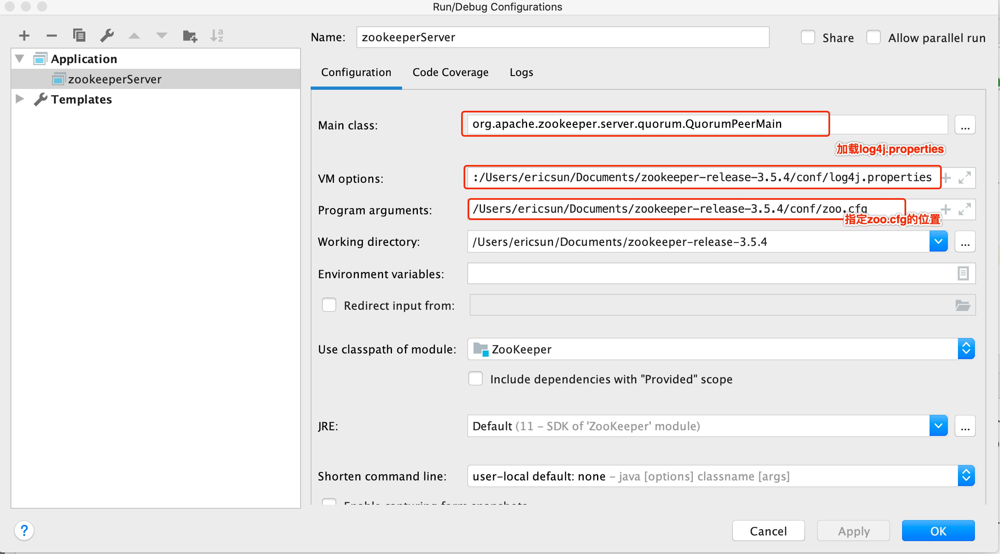 Run/Debug Configurations
Name: zookeeperServer Share Allow parallel run
Application
zookeeperServer
Templates
Configuration Code Coverage Logs
Main class: org.apache.zookeeper.server.quorum.QuorumPeerMain ...
加载log4j.properties
VM options: :/Users/ericsun/Documents/zookeeper-release-3.5.4/conf/log4j.properties
Program arguments: /Users/ericsun/Documents/zookeeper-release-3.5.4/conf/zoo.cfg
指定zoo.cfg的位置
Working directory: /Users/ericsun/Documents/zookeeper-release-3.5.4 ...
Environment variables:
Redirect input from:
Use classpath of module: ZooKeeper
Include dependencies with "Provided" scope
JRE: Default (11 – SDK of 'ZooKeeper' module) ...
Shorten command line: user-local default: none – java [options] classname [args]
Enable capturing form snapshots
? Cancel Apply OK